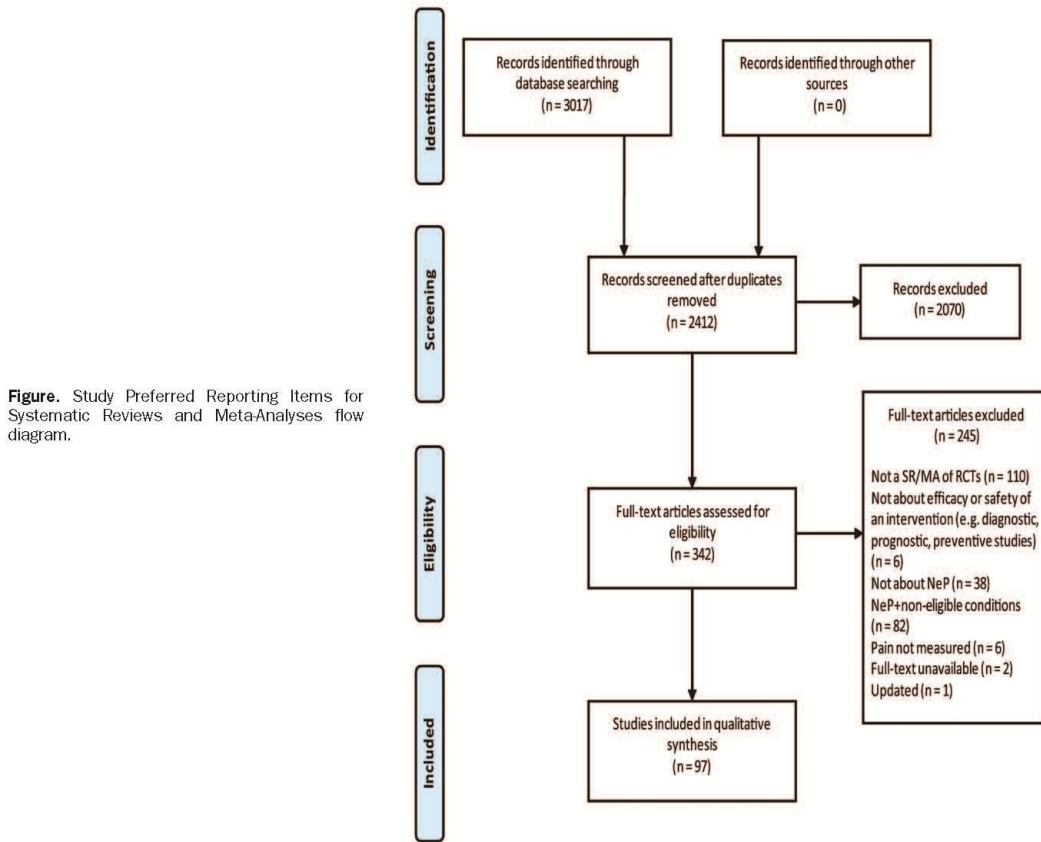 Identification
Records identified through
database searching
(n = 3017)
Records identified through other
sources
(n = 0)
Screening
Records screened after duplicates
removed
(n = 2412)
Records excluded
(n = 2070)
Figure. Study Preferred Reporting Items for
Systematic Reviews and Meta-Analyses flow
diagram.
Eligibility
Full-text articles assessed for
eligibility
(n = 342)
Full-text articles excluded
(n = 245)
Not a SR/MA of RCTs (n = 110)
Not about efficacy or safety of
an intervention (e.g. diagnostic,
prognostic, preventive studies)
(n = 6)
Not about NeP (n = 38)
NeP+non-eligible conditions
(n = 82)
Pain not measured (n = 6)
Full-text unavailable (n = 2)
Updated (n = 1)
Included
Studies included in qualitative
synthesis
(n = 97)